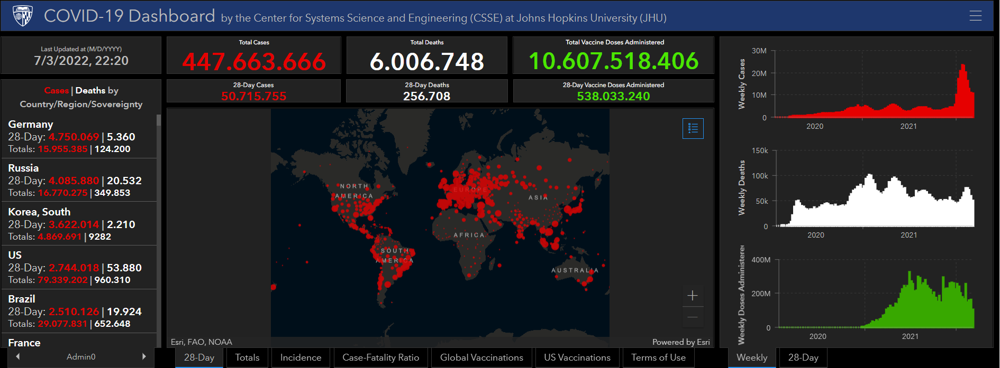 COVID-19 Dashboard by the Center for Systems Science and Engineering (CSSE) at Johns Hopkins University (JHU)
Last Updated at (M/D/YYYY)
7/3/2022, 22:20
Cases | Deaths by
Country/Region/Sovereignty
Germany
28-Day: 4.750.069 | 5.360
Totals: 15.955.385 | 124.200
Russia
28-Day: 4.085.880 | 20.532
Totals: 16.770.275 | 349.853
Korea, South
28-Day: 3.622.014 | 2.210
Totals: 4.869.691 | 9282
US
28-Day: 2.744.018 | 53.880
Totals: 79.339.202 | 960.310
Brazil
28-Day: 2.510.126 | 19.924
Totals: 29.077.831 | 652.648
France
Admin0
Total Cases
447.663.666
Total Deaths
6.006.748
Total Vaccine Doses Administered
10.607.518.406
28-Day Cases
50.715.755
28-Day Deaths
256.708
28-Day Vaccine Doses Administered
538.033.240
NORTH
AMERICA
EUROPE
ASIA
AFRICA
SOUTH
AMERICA
AUSTRALIA
+
−
Esri, FAO, NOAA
Powered by Esri
28-Day
Totals
Incidence
Case-Fatality Ratio
Global Vaccinations
US Vaccinations
Terms of Use
Weekly Cases
30M
20M
10M
0
2020
2021
Weekly Deaths
150k
100k
50k
0
2020
2021
Weekly Doses Administere
400M
200M
0
2020
2021
Weekly
28-Day